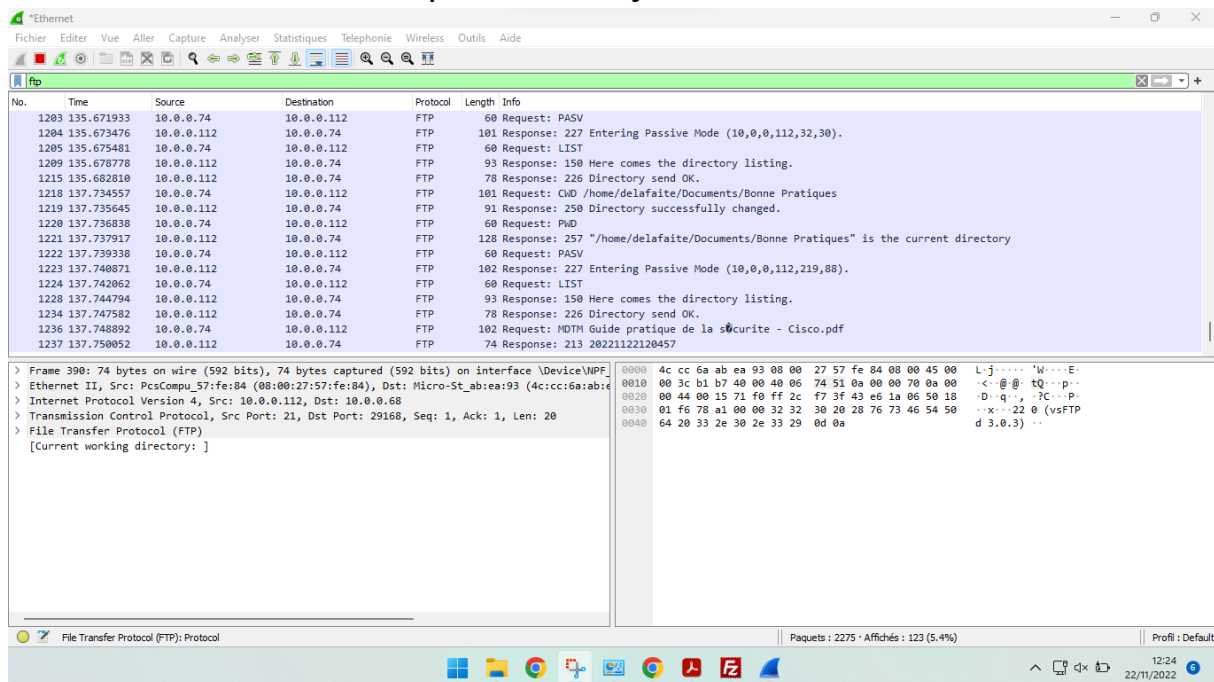 *Ethernet
Fichier Editer Vue Aller Capture Analyser Statistiques Telephonie Wireless Outils Aide
ftp
No. Time Source Destination Protocol Length Info
1203 135.671933 10.0.0.74 10.0.0.112 FTP 60 Request: PASV
1204 135.673476 10.0.0.112 10.0.0.74 FTP 101 Response: 227 Entering Passive Mode (10,0,0,112,32,30).
1205 135.675481 10.0.0.74 10.0.0.112 FTP 60 Request: LIST
1209 135.678778 10.0.0.112 10.0.0.74 FTP 93 Response: 150 Here comes the directory listing.
1215 135.682810 10.0.0.112 10.0.0.74 FTP 78 Response: 226 Directory send OK.
1218 137.734557 10.0.0.74 10.0.0.112 FTP 101 Request: CWD /home/delafaite/Documents/Bonne Pratiques
1219 137.735645 10.0.0.112 10.0.0.74 FTP 91 Response: 250 Directory successfully changed.
1220 137.736838 10.0.0.74 10.0.0.112 FTP 60 Request: PWD
1221 137.737917 10.0.0.112 10.0.0.74 FTP 128 Response: 257 "/home/delafaite/Documents/Bonne Pratiques" is the current directory
1222 137.739338 10.0.0.74 10.0.0.112 FTP 60 Request: PASV
1223 137.740871 10.0.0.112 10.0.0.74 FTP 102 Response: 227 Entering Passive Mode (10,0,0,112,219,88).
1224 137.742062 10.0.0.74 10.0.0.112 FTP 60 Request: LIST
1228 137.744794 10.0.0.112 10.0.0.74 FTP 93 Response: 150 Here comes the directory listing.
1234 137.747582 10.0.0.112 10.0.0.74 FTP 78 Response: 226 Directory send OK.
1236 137.748892 10.0.0.74 10.0.0.112 FTP 102 Request: MDTM Guide pratique de la s�curite - Cisco.pdf
1237 137.750052 10.0.0.112 10.0.0.74 FTP 74 Response: 213 20221122120457
> Frame 390: 74 bytes on wire (592 bits), 74 bytes captured (592 bits) on interface \Device\NPF_
> Ethernet II, Src: PcsCompu_57:fe:84 (08:00:27:57:fe:84), Dst: Micro-St_ab:ea:93 (4c:cc:6a:ab:e
> Internet Protocol Version 4, Src: 10.0.0.112, Dst: 10.0.0.68
> Transmission Control Protocol, Src Port: 21, Dst Port: 29168, Seq: 1, Ack: 1, Len: 20
> File Transfer Protocol (FTP)
[Current working directory: ]
0000 4c cc 6a ab ea 93 08 00 27 57 fe 84 08 00 45 00 L·j·····'W····E·
0010 00 3c b1 b7 40 00 40 06 74 51 0a 00 00 70 0a 00 ·<··@·@·tQ···p··
0020 00 44 00 15 71 f0 ff 2c f7 3f 43 e6 1a 06 50 18 ·D··q··,·?C···P·
0030 01 f6 78 a1 00 00 32 32 30 20 28 76 73 46 54 50 ··x···220 (vsFTP
0040 64 20 33 2e 30 2e 33 29 0d 0a d 3.0.3)··
File Transfer Protocol (FTP): Protocol
Paquets : 2275 · Affichés : 123 (5.4%)
Profil : Default
12:24
22/11/2022
6